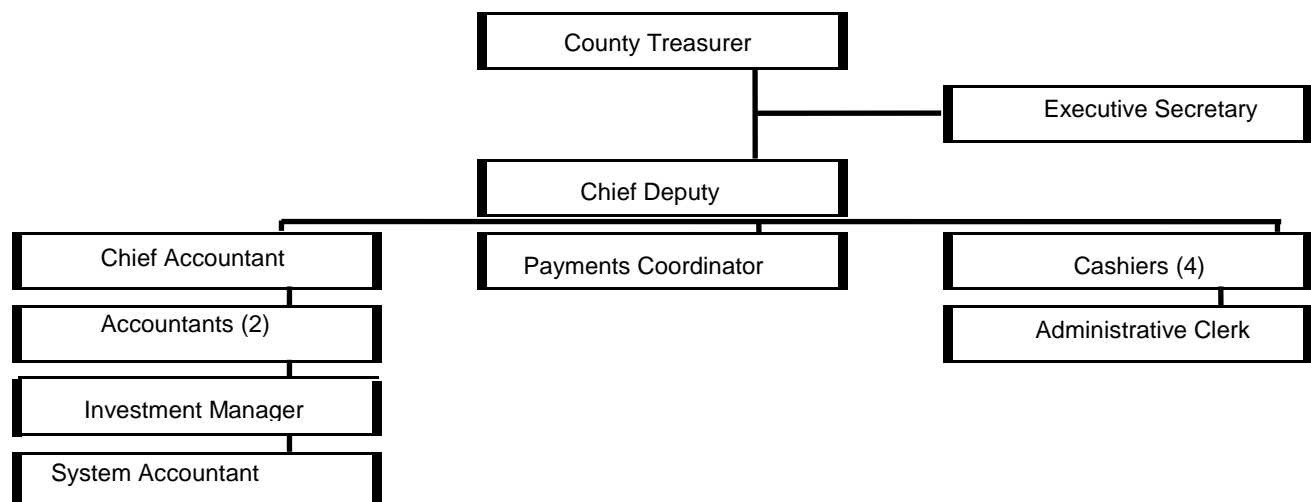 County Treasurer
Executive Secretary
Chief Deputy
Chief Accountant
Payments Coordinator
Cashiers (4)
Accountants (2)
Administrative Clerk
Investment Manager
System Accountant